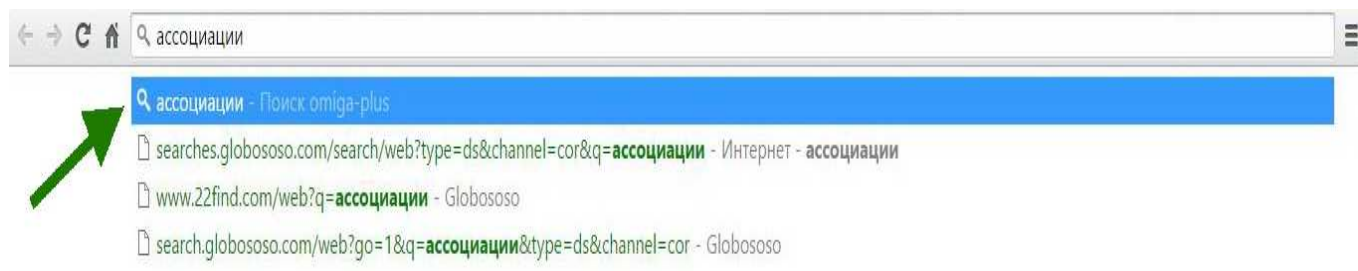 ассоциации
ассоциации - Поиск omiga-plus
searches.globososo.com/search/web?type=ds&channel=cor&q=ассоциации - Интернет - ассоциации
www.22find.com/web?q=ассоциации - Globososo
search.globososo.com/web?go=1&q=ассоциации&type=ds&channel=cor - Globososo